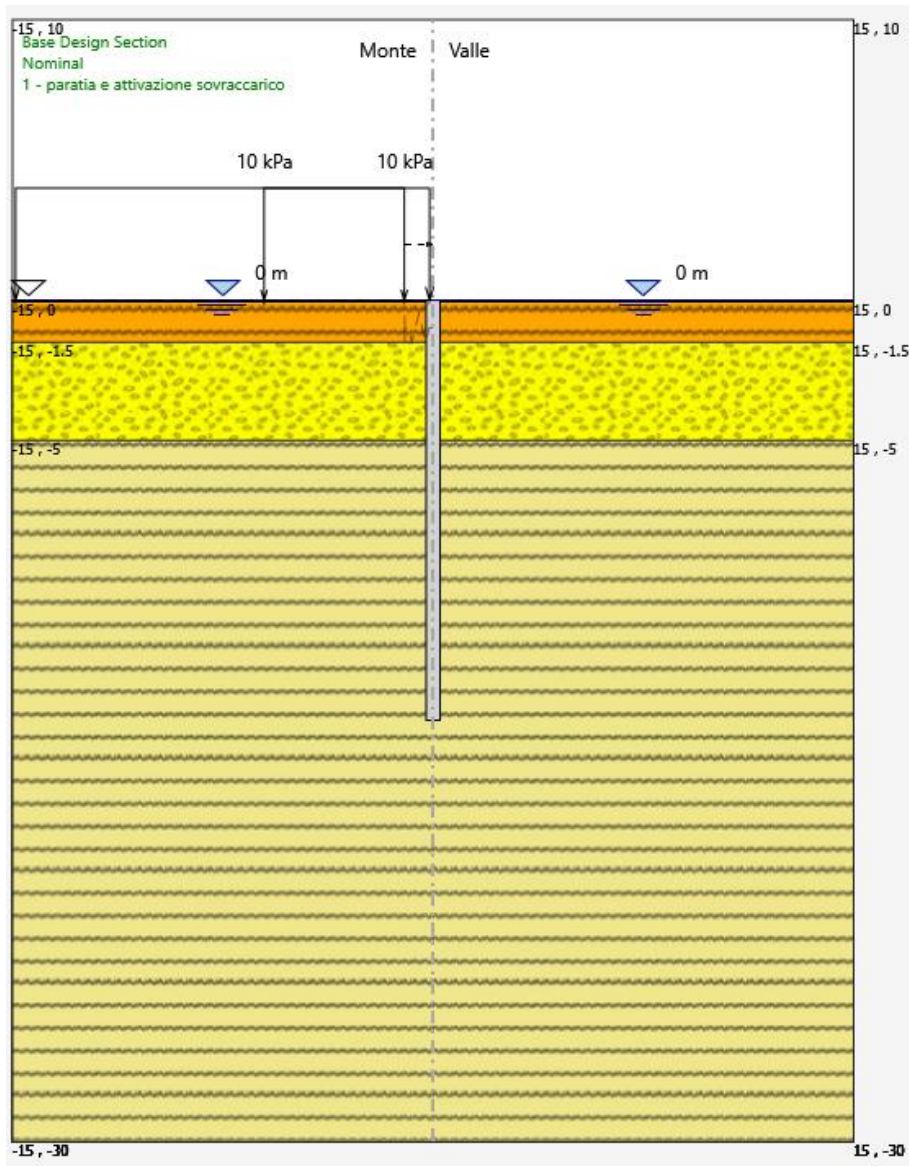 -15 , 10
15 , 10
Base Design Section
Nominal
1 - paratia e attivazione sovraccarico
Monte
Valle
10 kPa
10 kPa
0 m
0 m
-15 , 0
15 , 0
-15 , -1.5
15 , -1.5
-15 , -5
15 , -5
-15 , -30
15 , -30